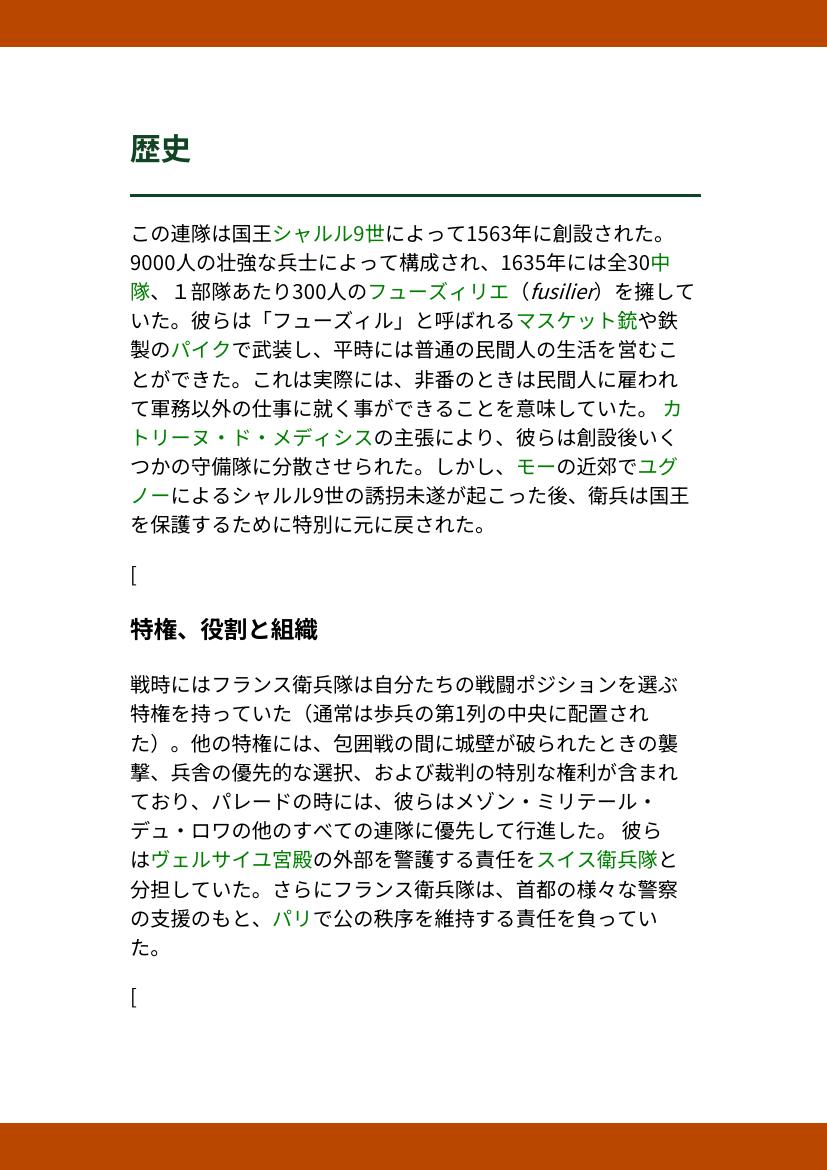 歴史
この連隊は国王シャルル9世によって1563年に創設された。
9000人の壮強な兵士によって構成され、1635年には全30中
隊、１部隊あたり300人のフューズィリエ（fusilier）を擁して
いた。彼らは「フューズィル」と呼ばれるマスケット銃や鉄
製のパイクで武装し、平時には普通の民間人の生活を営むこ
とができた。これは実際には、非番のときは民間人に雇われ
て軍務以外の仕事に就く事ができることを意味していた。 カ
トリーヌ・ド・メディシスの主張により、彼らは創設後いく
つかの守備隊に分散させられた。しかし、モーの近郊でユグ
ノーによるシャルル9世の誘拐未遂が起こった後、衛兵は国王
を保護するために特別に元に戻された。
[
特権、役割と組織
戦時にはフランス衛兵隊は自分たちの戦闘ポジションを選ぶ
特権を持っていた（通常は歩兵の第1列の中央に配置され
た）。他の特権には、包囲戦の間に城壁が破られたときの襲
撃、兵舎の優先的な選択、および裁判の特別な権利が含まれ
ており、パレードの時には、彼らはメゾン・ミリテール・
デュ・ロワの他のすべての連隊に優先して行進した。 彼ら
はヴェルサイユ宮殿の外部を警護する責任をスイス衛兵隊と
分担していた。さらにフランス衛兵隊は、首都の様々な警察
の支援のもと、パリで公の秩序を維持する責任を負ってい
た。
[